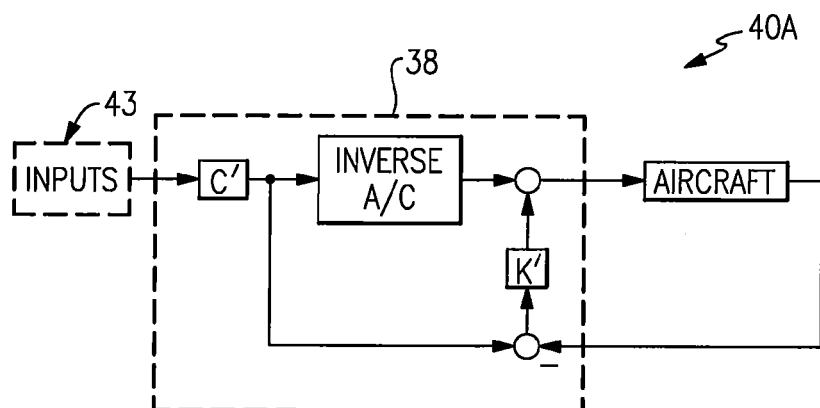 40A
38
43
INPUTS
C'
INVERSE
A/C
AIRCRAFT
K'
−